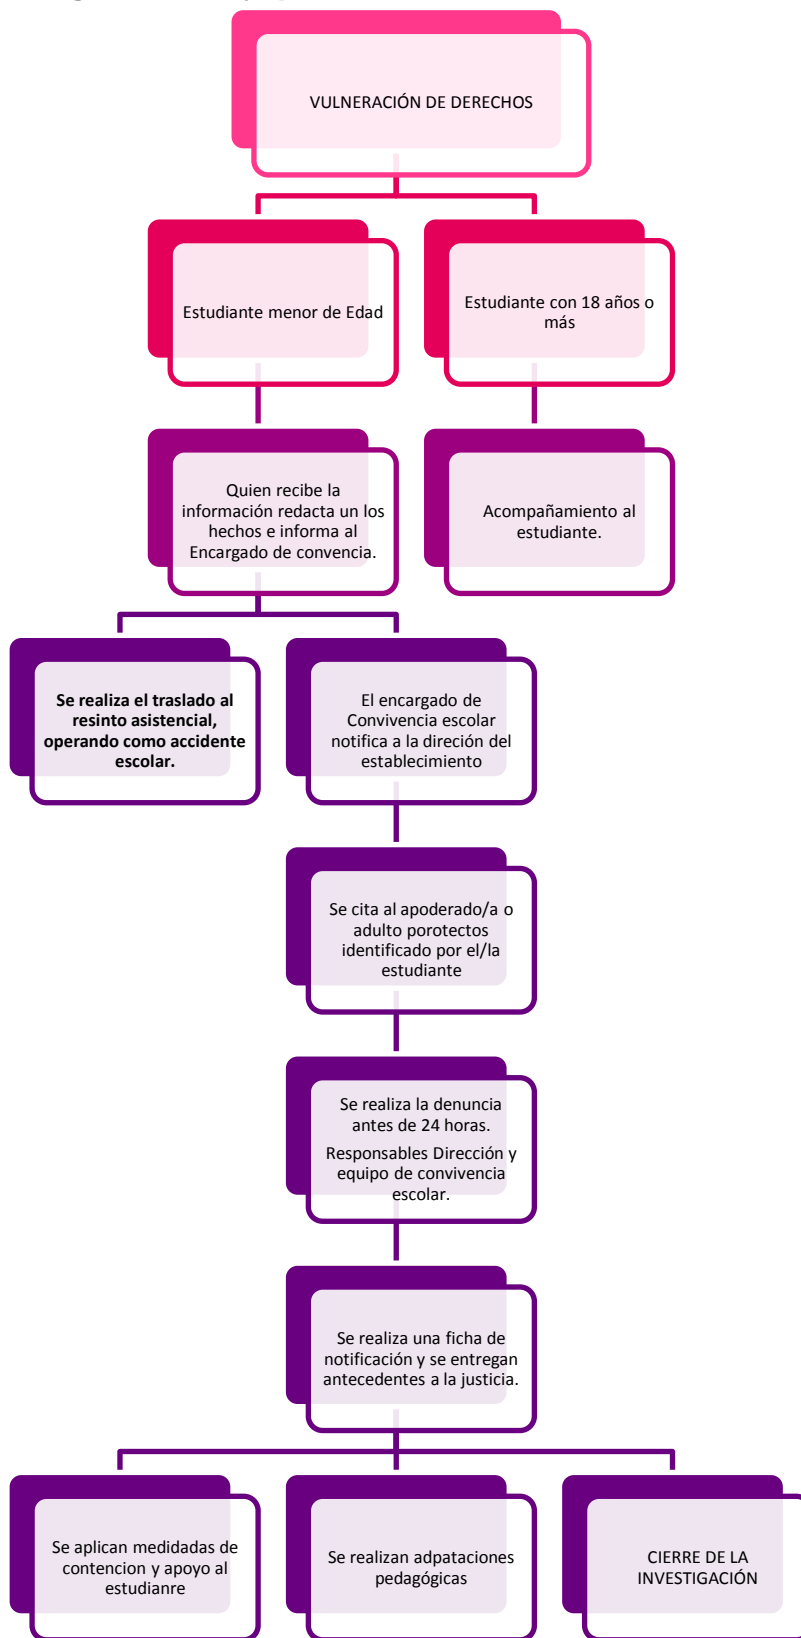 VULNERACIÓN DE DERECHOS
Estudiante menor de Edad
Estudiante con 18 años o
más
Quien recibe la
información redacta un los
hechos e informa al
Encargado de convencia.
Acompañamiento al
estudiante.
Se realiza el traslado al
resinto asistencial,
operando como accidente
escolar.
El encargado de
Convivencia escolar
notifica a la direción del
establecimiento
Se cita al apoderado/a o
adulto porotectos
identificado por el/la
estudiante
Se realiza la denuncia
antes de 24 horas.
Responsables Dirección y
equipo de convivencia
escolar.
Se realiza una ficha de
notificación y se entregan
antecedentes a la justicia.
Se aplican medidadas de
contencion y apoyo al
estudianre
Se realizan adpataciones
pedagógicas
CIERRE DE LA
INVESTIGACIÓN